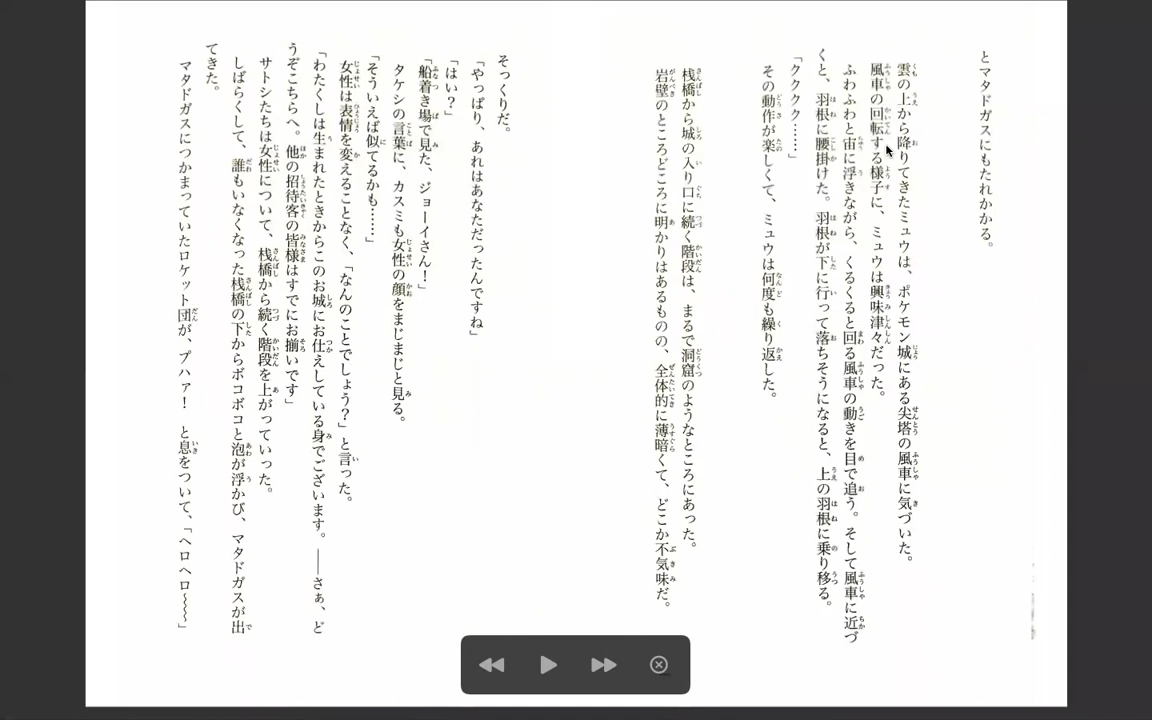 とマタドガスにもたれかかる。
雲の上から降りてきたミュウは、ポケモン城にある尖塔の風車に気づいた。
風車の回転する様子に、ミュウは興味津々だった。
ふわふわと宙に浮きながら、くるくると回る風車の動きを目で追う。そして風車に近づ
くと、羽根に腰掛けた。羽根が下に行って落ちそうになると、上の羽根に乗り移る。
「ククククク……」
その動作が楽しくて、ミュウは何度も繰り返した。
桟橋から城の入り口に続く階段は、まるで洞窟のようなところにあった。
岩壁のところどころに明かりはあるものの、全体的に薄暗くて、どこか不気味だ。
そっくりだ。
「やっぱり、あれはあなただったんですね」
「はい?」
「船着き場で見た、ジョーイさん!」
タケシの言葉に、カスミも女性の顔をまじまじと見る。
「そういえば似てるかも……」
女性は表情を変えることなく、「なんのことでしょう?」と言った。
「わたくしは生まれたときからこのお城にお仕えしている身でございます。――さぁ、ど
うぞこちらへ。他の招待客の皆様はすでにお揃いです」
サトシたちは女性について、桟橋から続く階段を上がっていった。
しばらくして、誰もいなくなった桟橋の下からボコボコと泡が浮かび、マタドガスが出
てきた。
マタドガスにつかまっていたロケット団が、プハァ! と息をついて、「ヘロヘロ〜〜〜」